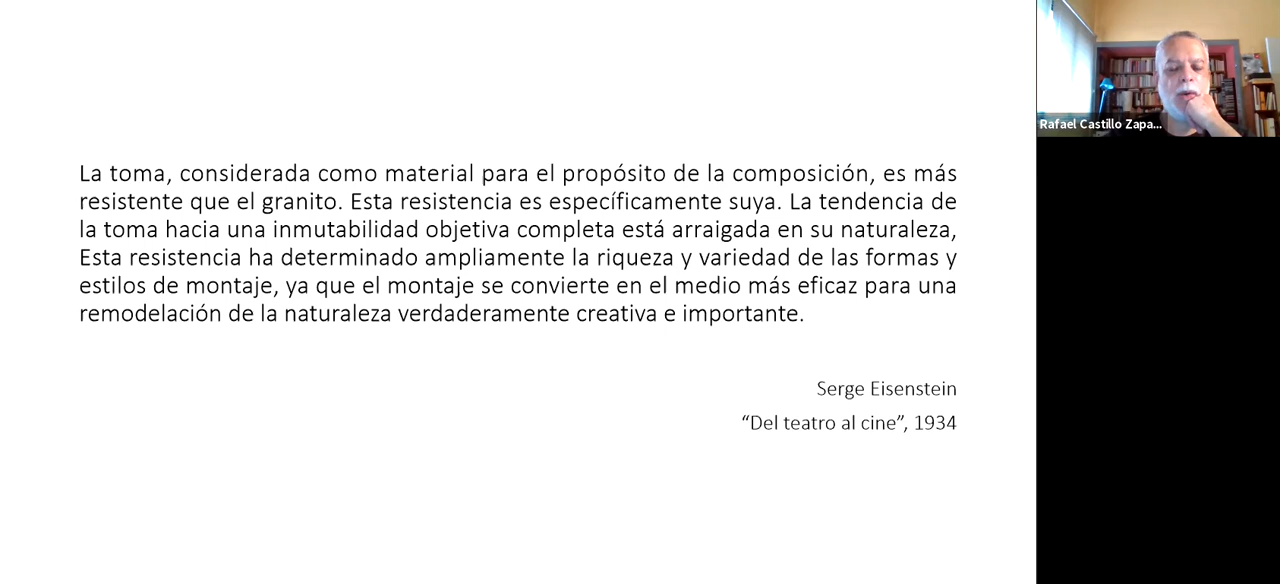 La toma, considerada como material para el propósito de la composición, es más
resistente que el granito. Esta resistencia es específicamente suya. La tendencia de
la toma hacia una inmutabilidad objetiva completa está arraigada en su naturaleza,
Esta resistencia ha determinado ampliamente la riqueza y variedad de las formas y
estilos de montaje, ya que el montaje se convierte en el medio más eficaz para una
remodelación de la naturaleza verdaderamente creativa e importante.
Serge Eisenstein
“Del teatro al cine”, 1934
Rafael Castillo Zapa...